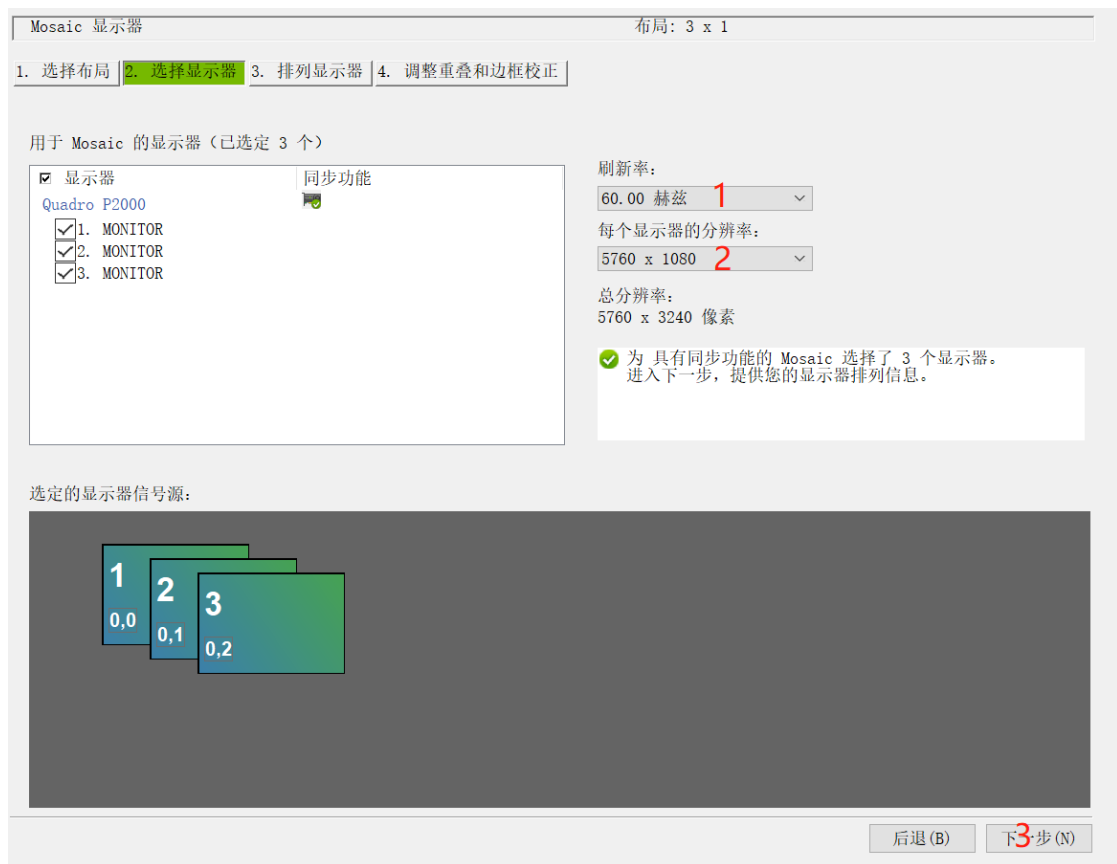 Mosaic 显示器 布局: 3 x 1
1. 选择布局 2. 选择显示器 3. 排列显示器 4. 调整重叠和边框校正
用于 Mosaic 的显示器（已选定 3 个）
显示器 同步功能
Quadro P2000
1. MONITOR
2. MONITOR
3. MONITOR
刷新率:
60.00 赫兹 1
每个显示器的分辨率:
5760 x 1080 2
总分辨率:
5760 x 3240 像素
为 具有同步功能的 Mosaic 选择了 3 个显示器。
进入下一步，提供您的显示器排列信息。
选定的显示器信号源:
1
0,0
2
0,1
3
0,2
后退(B) 下一步(N) 3